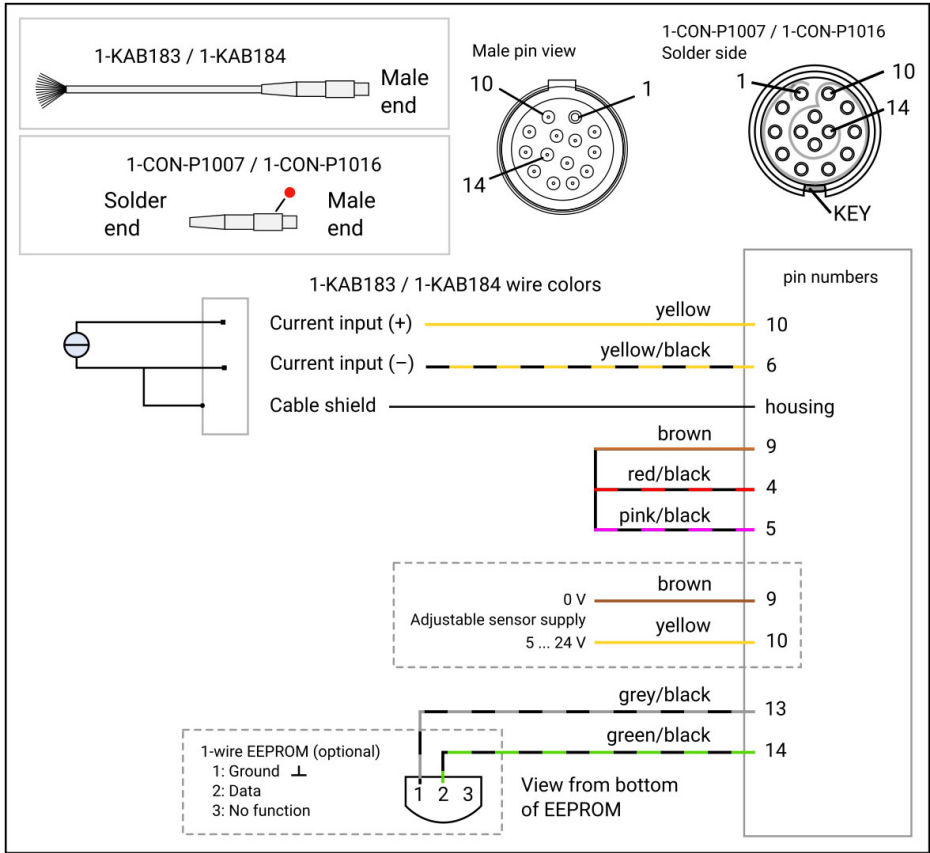 1-KAB183 / 1-KAB184
Male
end
1-CON-P1007 / 1-CON-P1016
Solder
end
Male
end
Male pin view
10
1
14
1-CON-P1007 / 1-CON-P1016
Solder side
1
10
14
KEY
pin numbers
1-KAB183 / 1-KAB184 wire colors
Current input (+)
yellow
10
Current input (–)
yellow/black
6
Cable shield
housing
brown
9
red/black
4
pink/black
5
0 V
brown
9
Adjustable sensor supply
5 ... 24 V
yellow
10
grey/black
13
green/black
14
1-wire EEPROM (optional)
1: Ground
2: Data
3: No function
1 2 3
View from bottom
of EEPROM